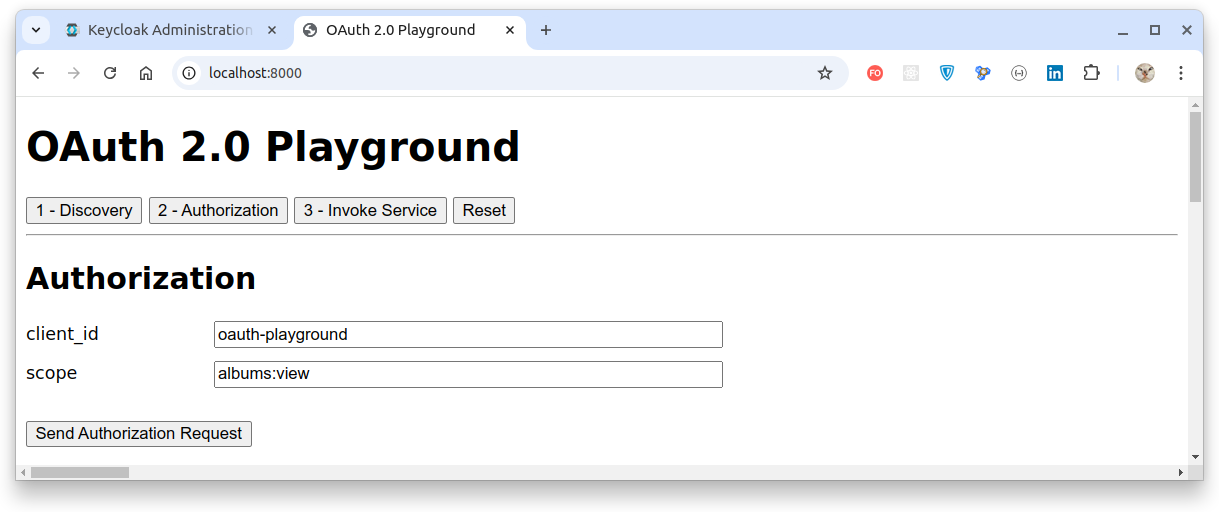 Keycloak Administration
OAuth 2.0 Playground
localhost:8000
FO
in
OAuth 2.0 Playground
1 - Discovery 2 - Authorization 3 - Invoke Service Reset
Authorization
client_id oauth-playground
scope albums:view
Send Authorization Request